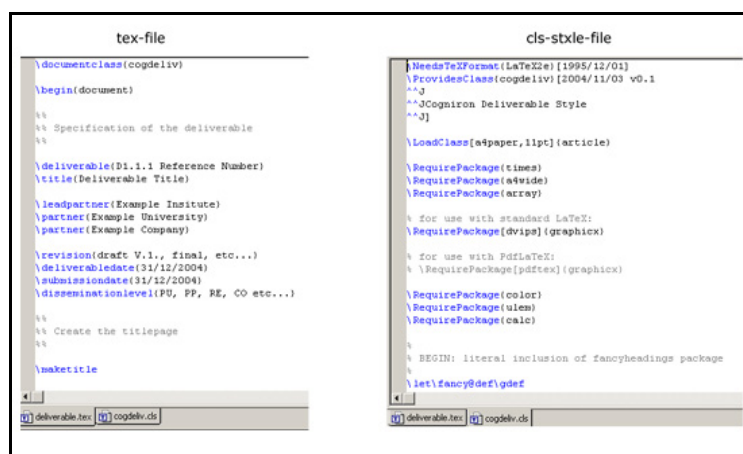 tex-file
\documentclass{cogdeliv}
\begin{document}
%%
%% Specification of the deliverable
%%
\deliverable{D1.1.1 Reference Number}
\title{Deliverable Title}
\leadpartner{Example Insitute}
\partner{Example University}
\partner{Example Company}
\revision{draft V.1., final, etc...}
\deliverabledate{31/12/2004}
\submissiondate{31/12/2004}
\disseminationlevel{PU, PP, RE, CO etc...}
%%
%% Create the titlepage
%%
\maketitle
deliverable.tex cogdeliv.cls
cls-stxle-file
\NeedsTeXFormat{LaTeX2e}[1995/12/01]
\ProvidesClass{cogdeliv}[2004/11/03 v0.1
^^J
^^JCogniron Deliverable Style
^^J]
\LoadClass[a4paper,11pt]{article}
\RequirePackage{times}
\RequirePackage{a4wide}
\RequirePackage{array}
% for use with standard LaTeX:
\RequirePackage[dvips]{graphicx}
% for use with PdfLaTeX:
% \RequirePackage[pdftex]{graphicx}
\RequirePackage{color}
\RequirePackage{ulem}
\RequirePackage{calc}
%
% BEGIN: literal inclusion of fancyheadings package
%
\let\fancy@def\gdef
deliverable.tex cogdeliv.cls